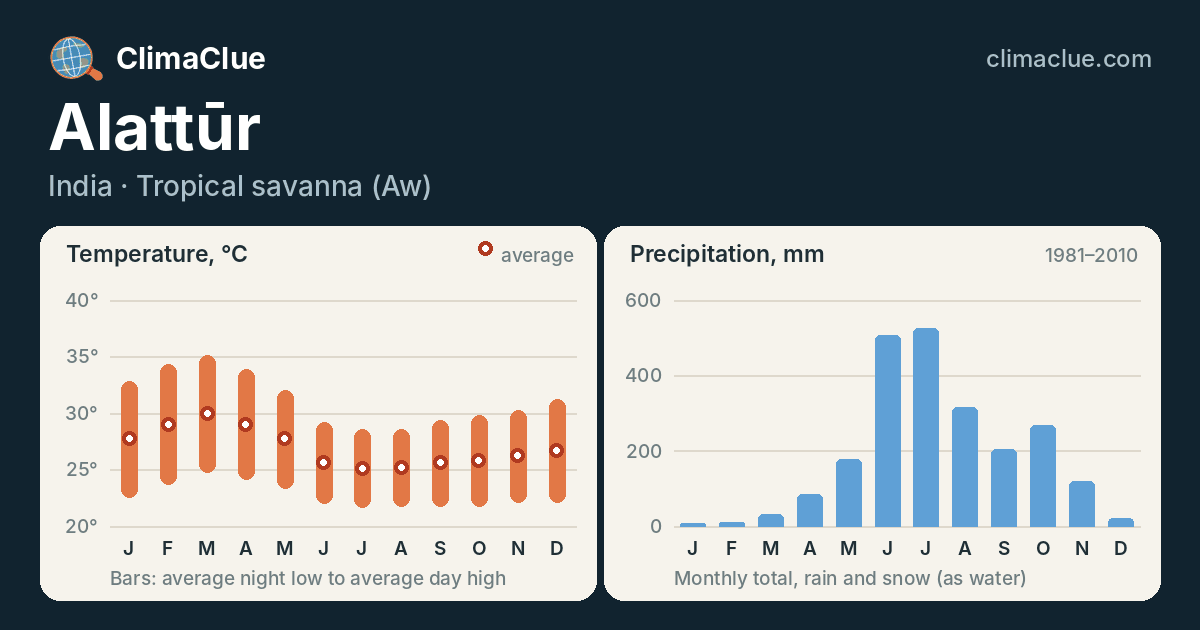 ClimaClue
climaclue.com
Alattūr
India · Tropical savanna (Aw)
Temperature, °C
average
40°
35°
30°
25°
20°
J F M A M J J A S O N D
Bars: average night low to average day high
Precipitation, mm
1981–2010
600
400
200
0
J F M A M J J A S O N D
Monthly total, rain and snow (as water)